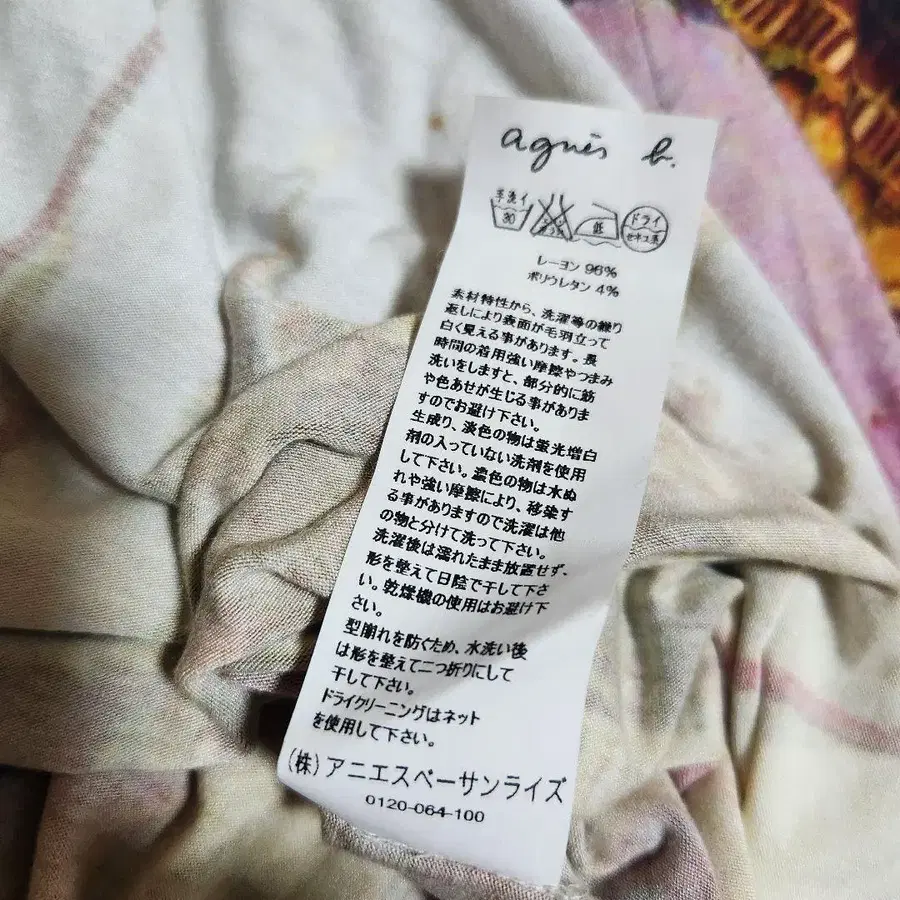 agnès b.
手洗イ 30 エンソサラシ 低 ドライ セキユ系
レーヨン 96%
ポリウレタン 4%
素材特性から、洗濯等の繰り
返しにより表面が毛羽立って
白く見える事があります。長
時間の着用強い摩擦やつまみ
洗いをしますと、部分的に筋
や色あせが生じる事がありま
すのでお避け下さい。
生成り、淡色の物は蛍光増白
剤の入っていない洗剤を使用
して下さい。濃色の物は水ぬ
れや強い摩擦により、移染す
る事がありますので洗濯は他
の物と分けて洗って下さい。
洗濯後は濡れたまま放置せず、
形を整えて日陰で干して下さ
い。乾燥機の使用はお避け下
さい。
型崩れを防ぐため、水洗い後
は形を整えて二つ折りにして
干して下さい。
ドライクリーニングはネット
を使用して下さい。
(株)アニエスベーサンライズ
0120-064-100